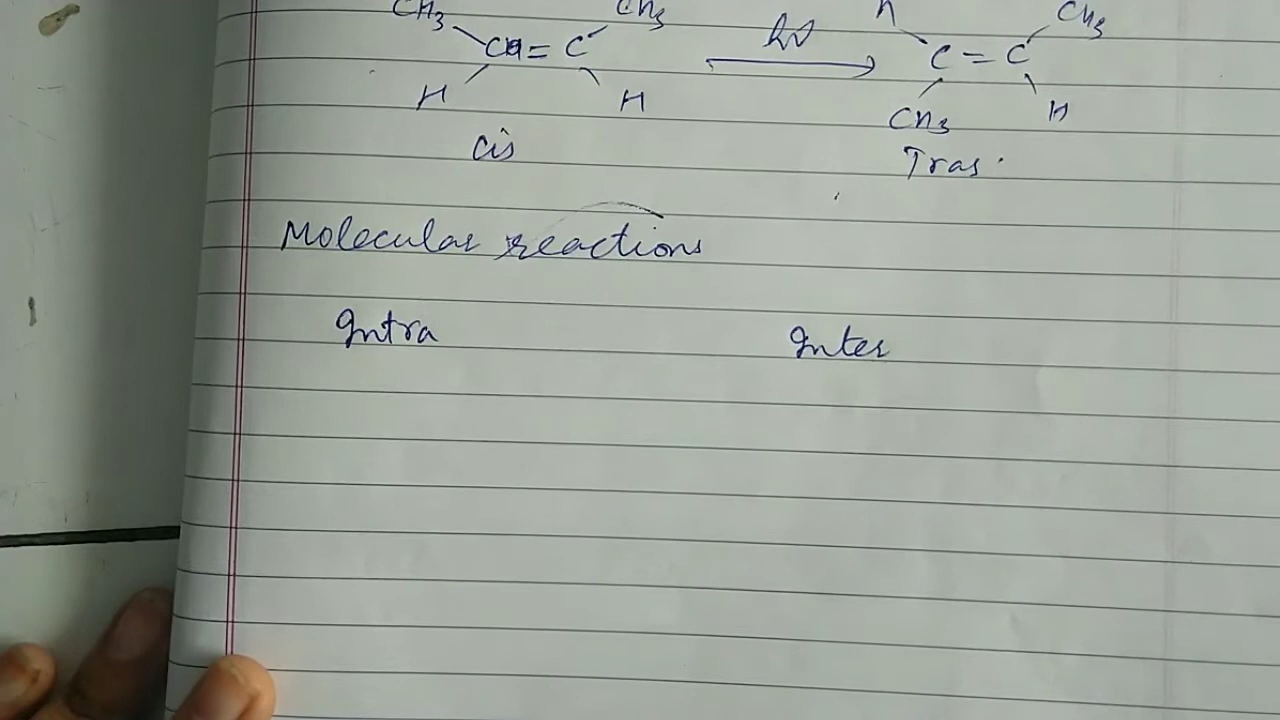 CH3 CH3 H CH3
CH = C hν C = C
H H CH3 H
cis Tras.
Molecular reactions
Intra Inter